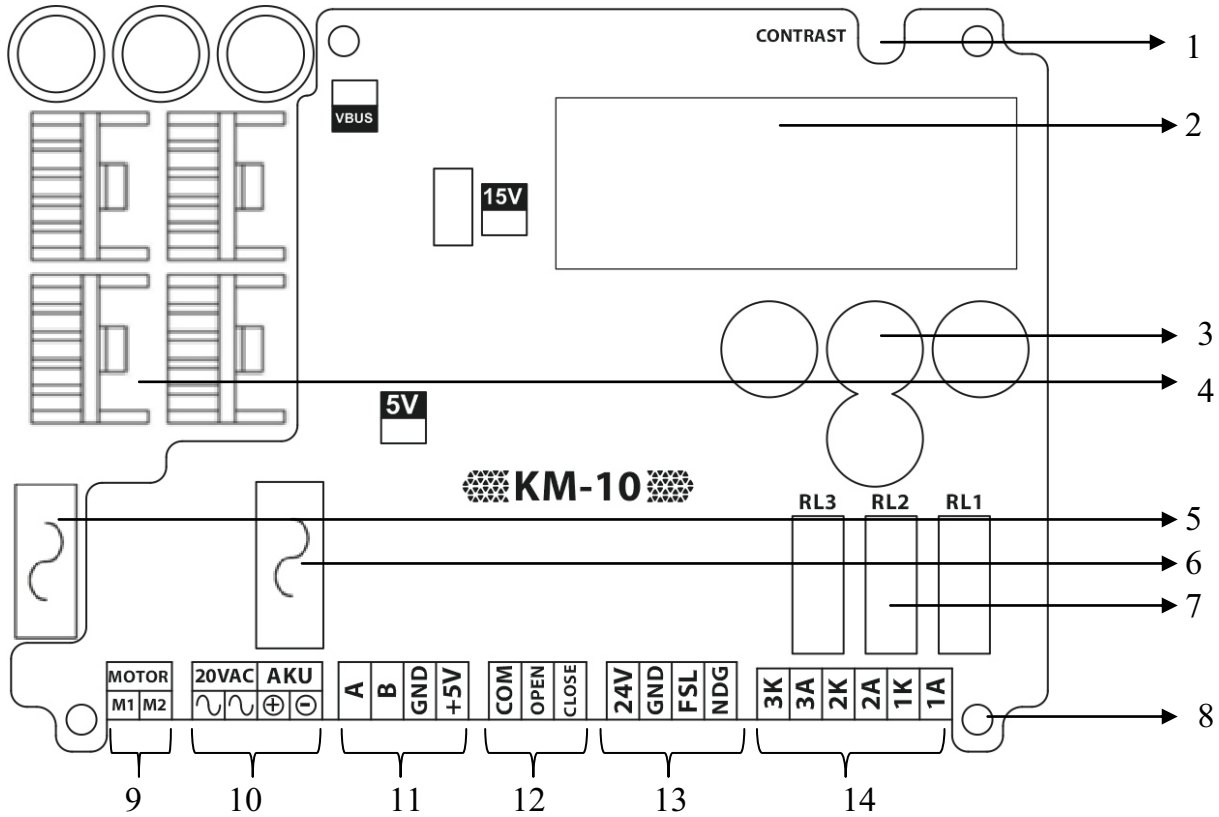 CONTRAST
1
VBUS
2
15V
3
4
5V
KM-10
RL3 RL2 RL1
5
6
7
MOTOR 20VAC AKU
M1 M2
A B GND +5V
COM OPEN CLOSE
24V GND FSL NDG
3K 3A 2K 2A 1K 1A
8
9 10 11 12 13 14